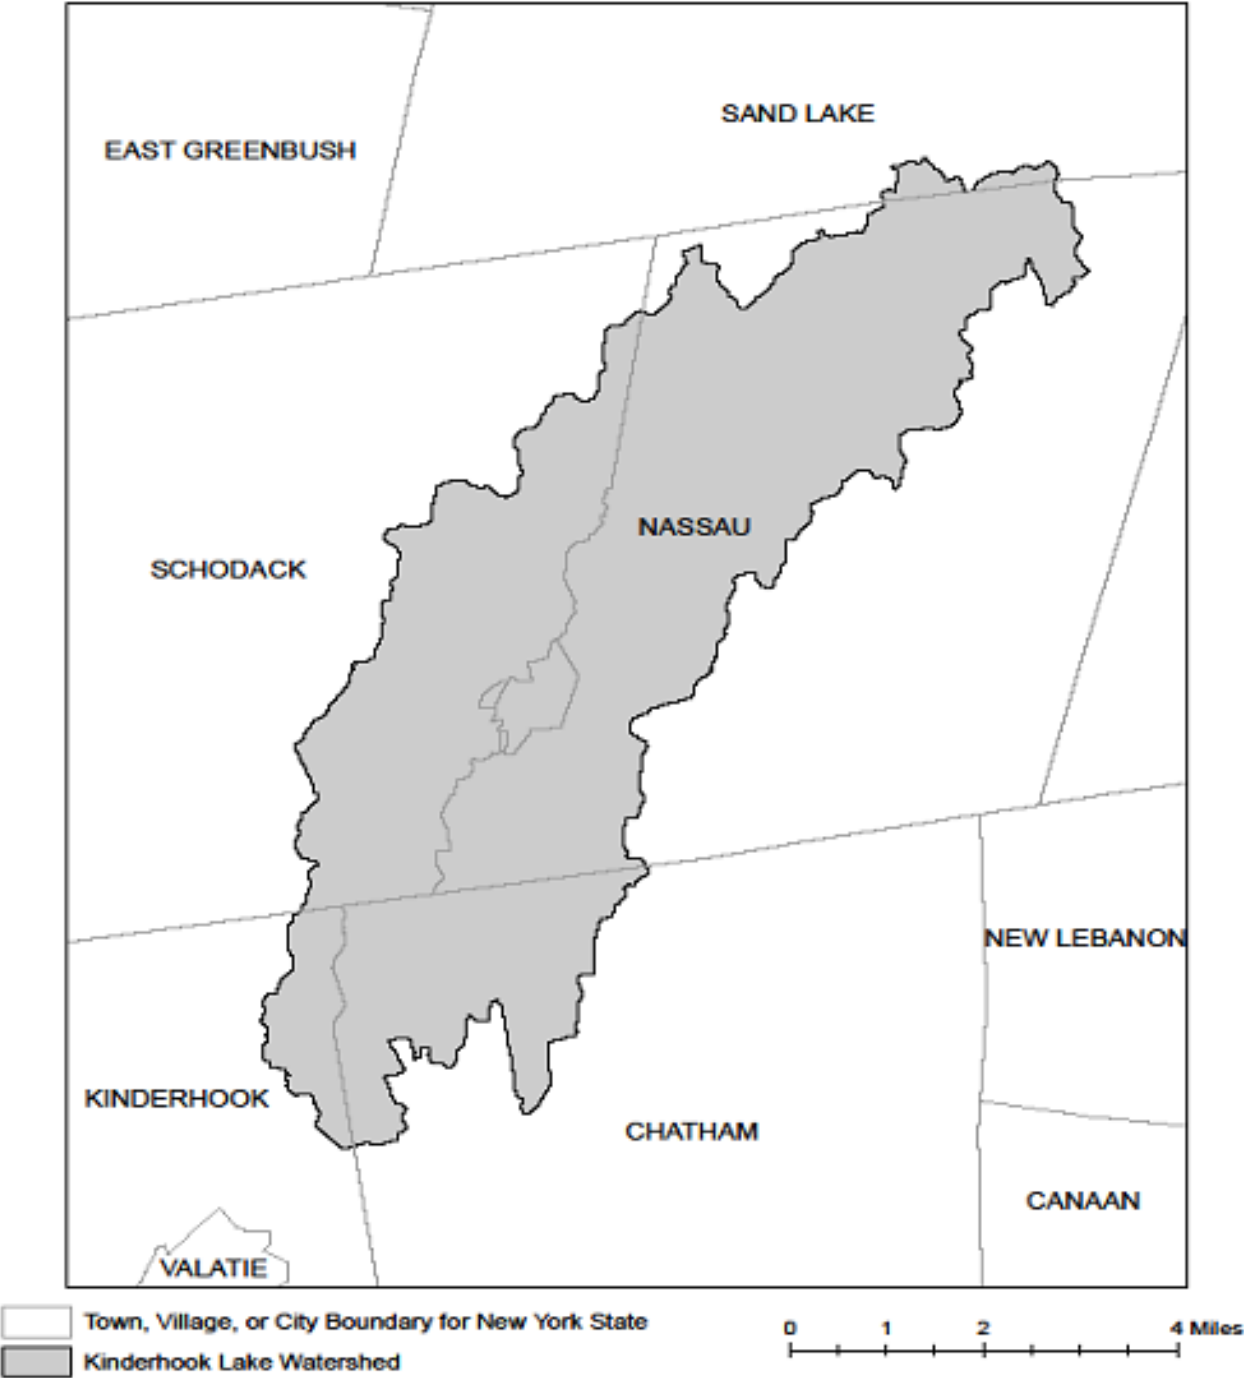 SAND LAKE
EAST GREENBUSH
NASSAU
SCHODACK
NEW LEBANON
KINDERHOOK
CHATHAM
CANAAN
VALATIE
Town, Village, or City Boundary for New York State
Kinderhook Lake Watershed
0 1 2 4 Miles